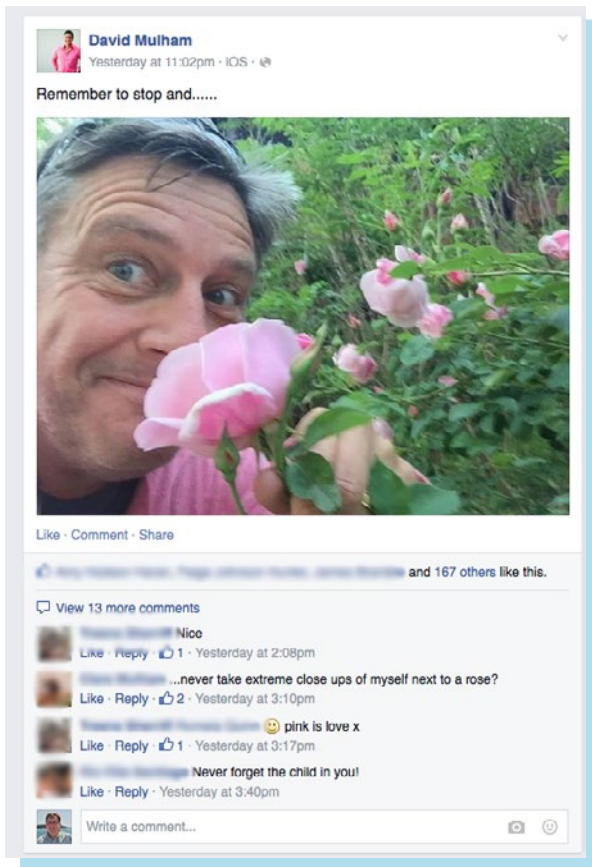 David Mulham
Yesterday at 11:02pm · iOS ·
Remember to stop and......
Like · Comment · Share
and 167 others like this.
View 13 more comments
Nice
Like · Reply · 1 · Yesterday at 2:08pm
...never take extreme close ups of myself next to a rose?
Like · Reply · 2 · Yesterday at 3:10pm
pink is love x
Like · Reply · 1 · Yesterday at 3:17pm
Never forget the child in you!
Like · Reply · Yesterday at 3:40pm
Write a comment...